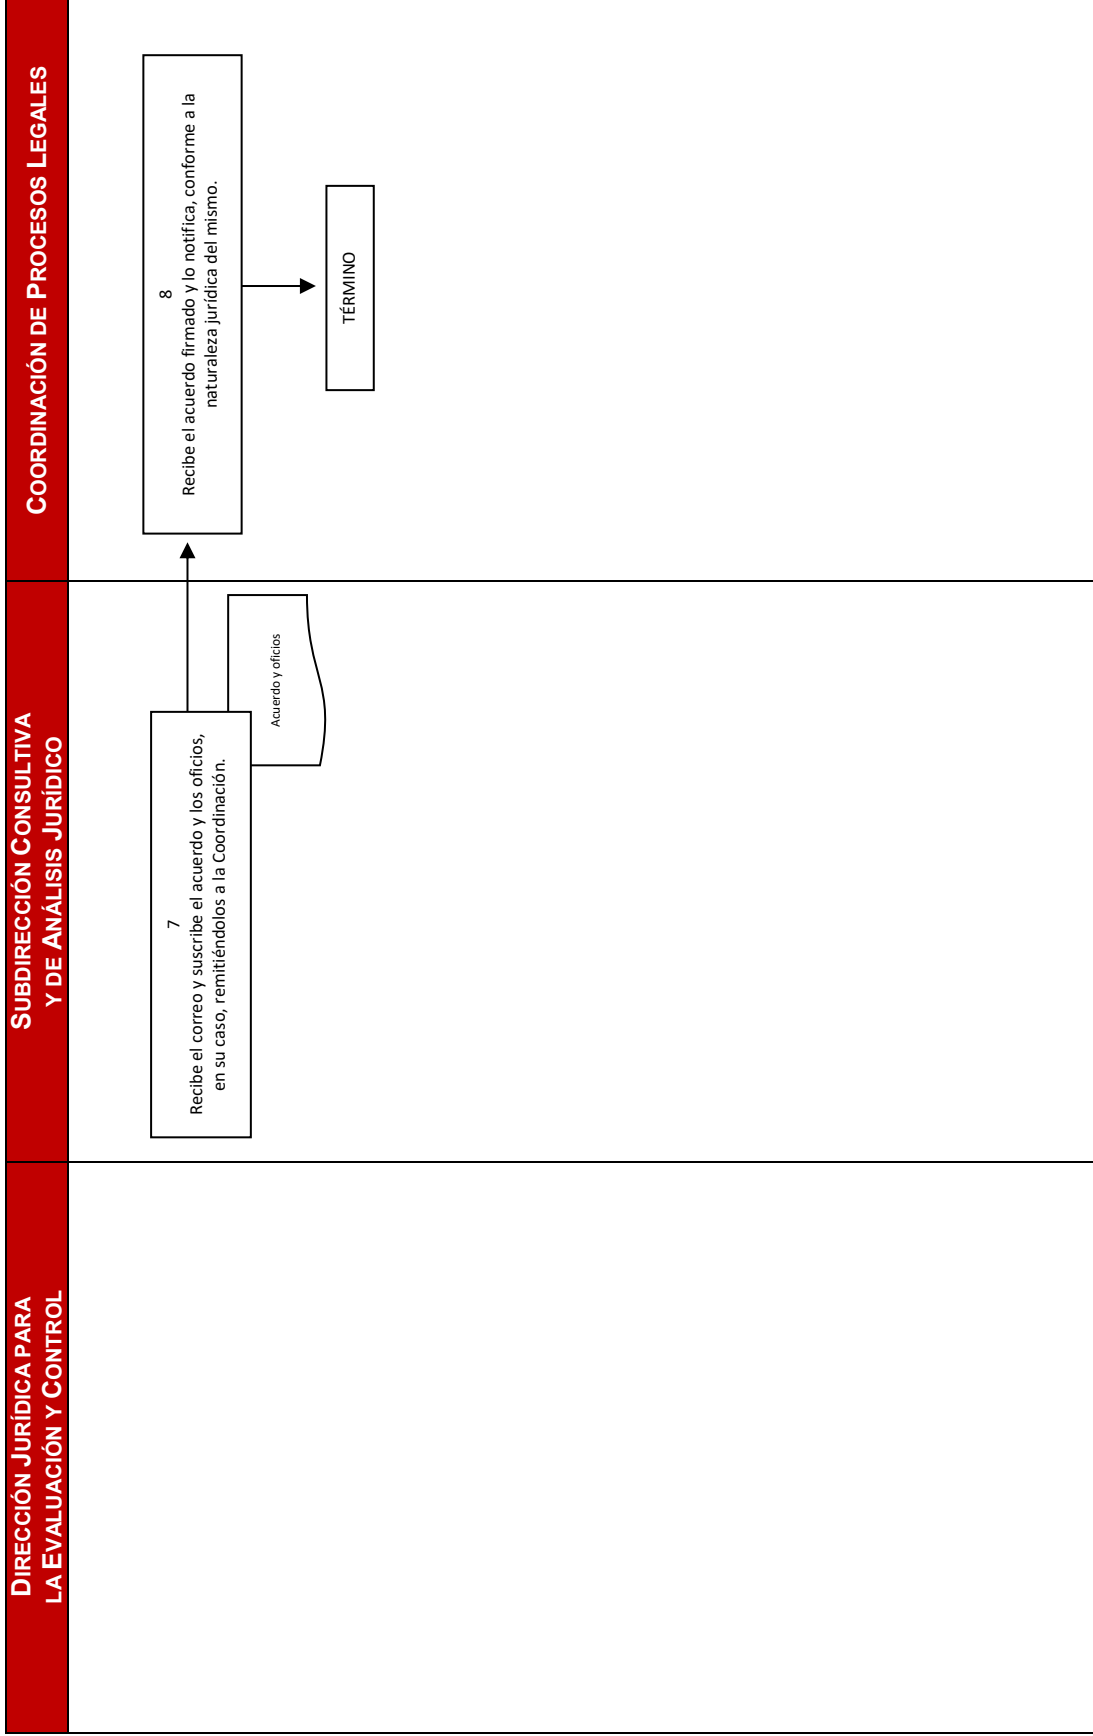 DIRECCIÓN JURÍDICA PARA
LA EVALUACIÓN Y CONTROL
SUBDIRECCIÓN CONSULTIVA
Y DE ANÁLISIS JURÍDICO
COORDINACIÓN DE PROCESOS LEGALES
7
Recibe el correo y suscribe el acuerdo y los oficios,
en su caso, remitiéndolos a la Coordinación.
Acuerdo y oficios
8
Recibe el acuerdo firmado y lo notifica, conforme a la
naturaleza jurídica del mismo.
TÉRMINO